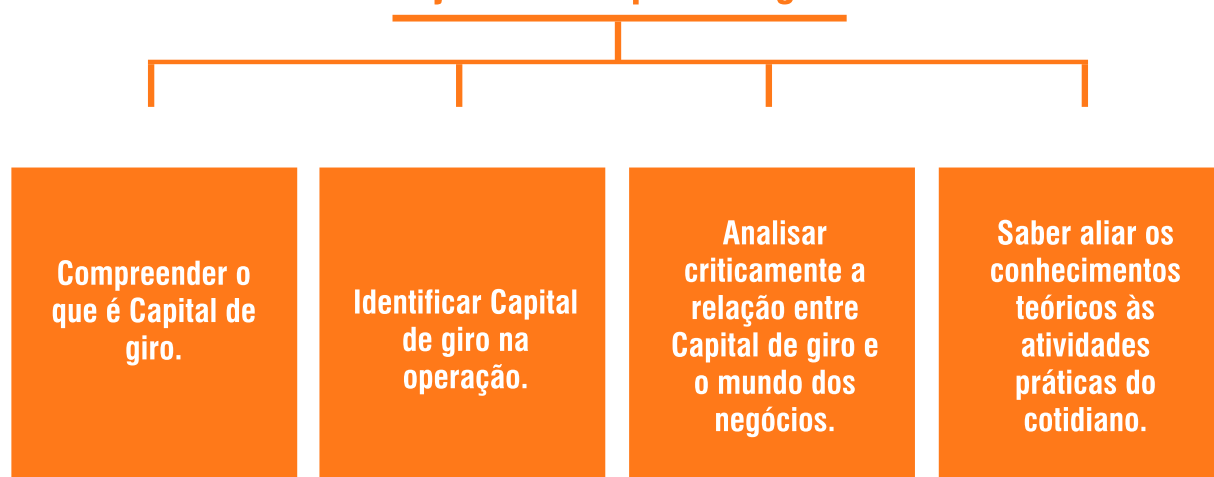 Compreender o
que é Capital de
giro.
Identificar Capital
de giro na
operação.
Analisar
criticamente a
relação entre
Capital de giro e
o mundo dos
negócios.
Saber aliar os
conhecimentos
teóricos às
atividades
práticas do
cotidiano.